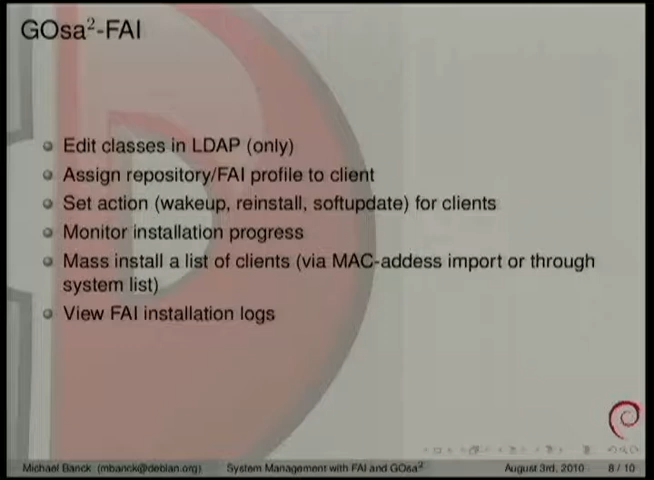 GOsa²-FAI
Edit classes in LDAP (only)
Assign repository/FAI profile to client
Set action (wakeup, reinstall, softupdate) for clients
Monitor installation progress
Mass install a list of clients (via MAC-addess import or through
system list)
View FAI installation logs
Michael Banck (mbanck@debian.org) System Management with FAI and GOsa² August 3rd, 2010 8 / 10